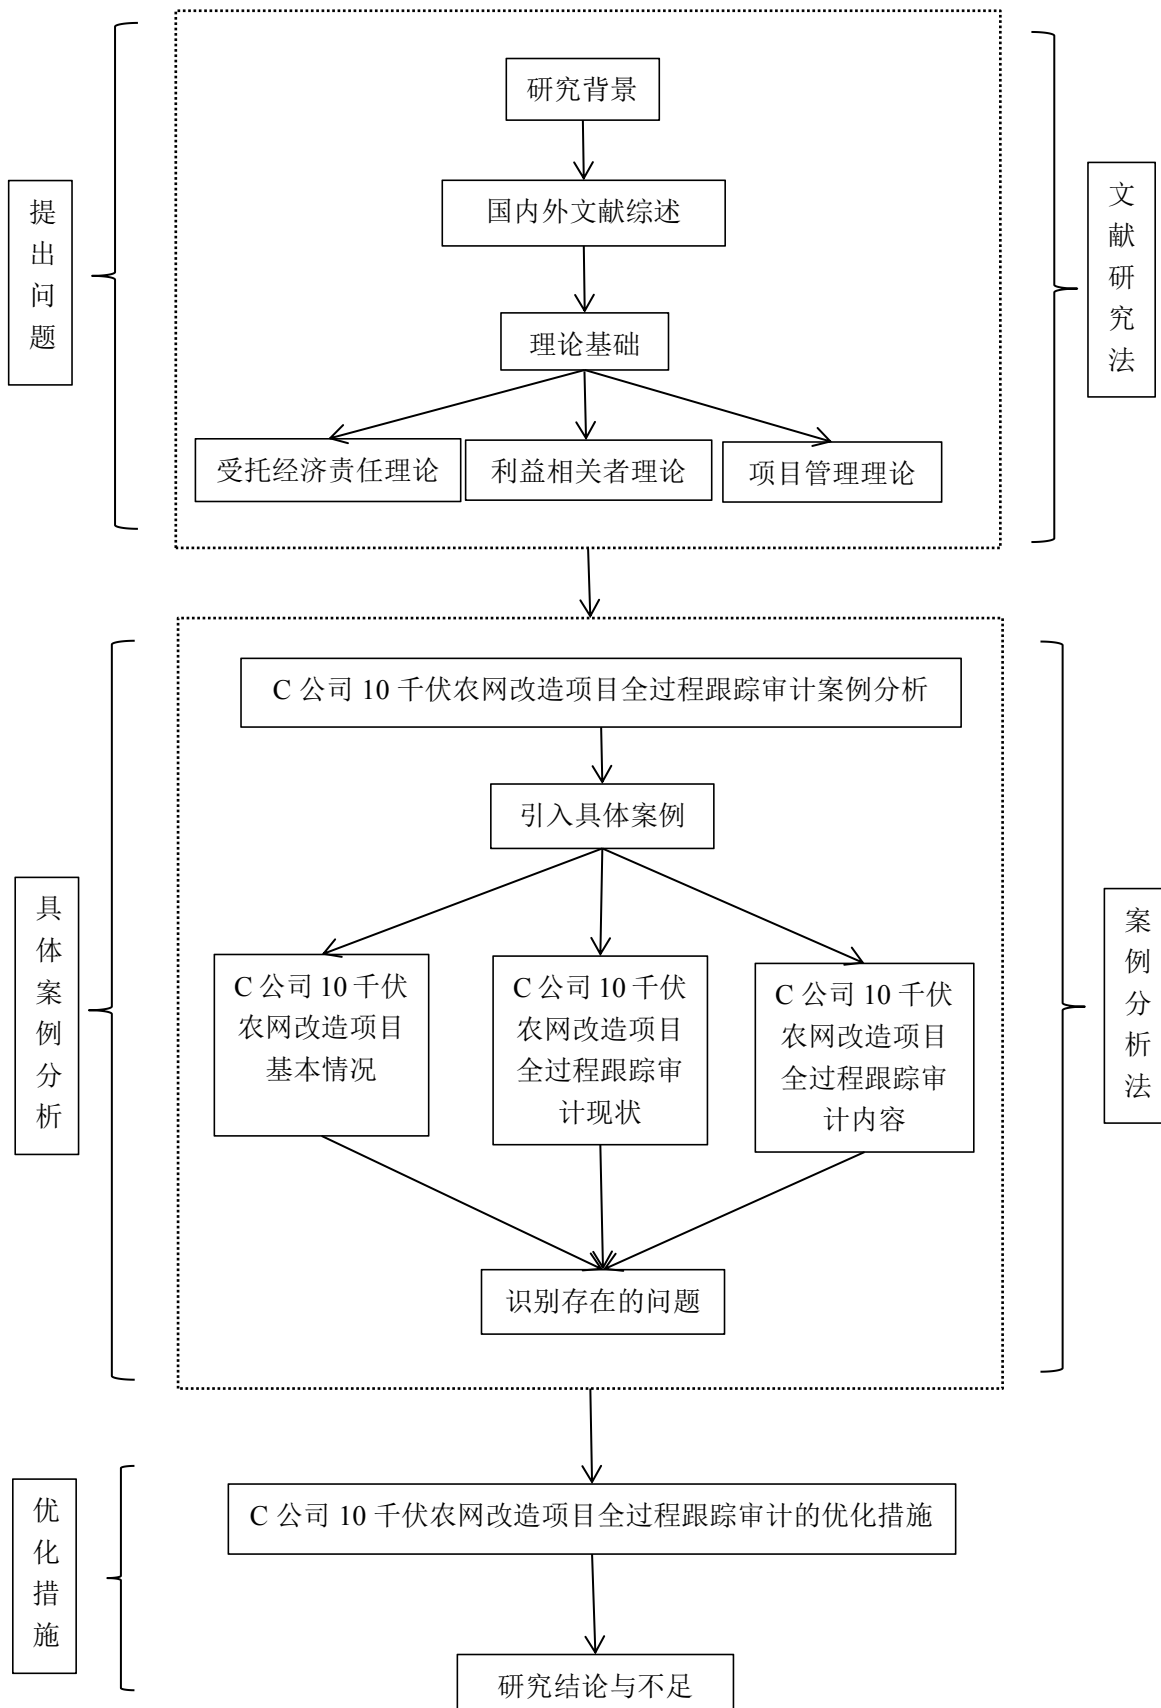 研究背景
国内外文献综述
理论基础
受托经济责任理论
利益相关者理论
项目管理理论
提
出
问
题
文
献
研
究
法
C 公司 10 千伏农网改造项目全过程跟踪审计案例分析
引入具体案例
C 公司 10 千伏
农网改造项目
基本情况
C 公司 10 千伏
农网改造项目
全过程跟踪审
计现状
C 公司 10 千伏
农网改造项目
全过程跟踪审
计内容
识别存在的问题
具
体
案
例
分
析
案
例
分
析
法
C 公司 10 千伏农网改造项目全过程跟踪审计的优化措施
研究结论与不足
优
化
措
施